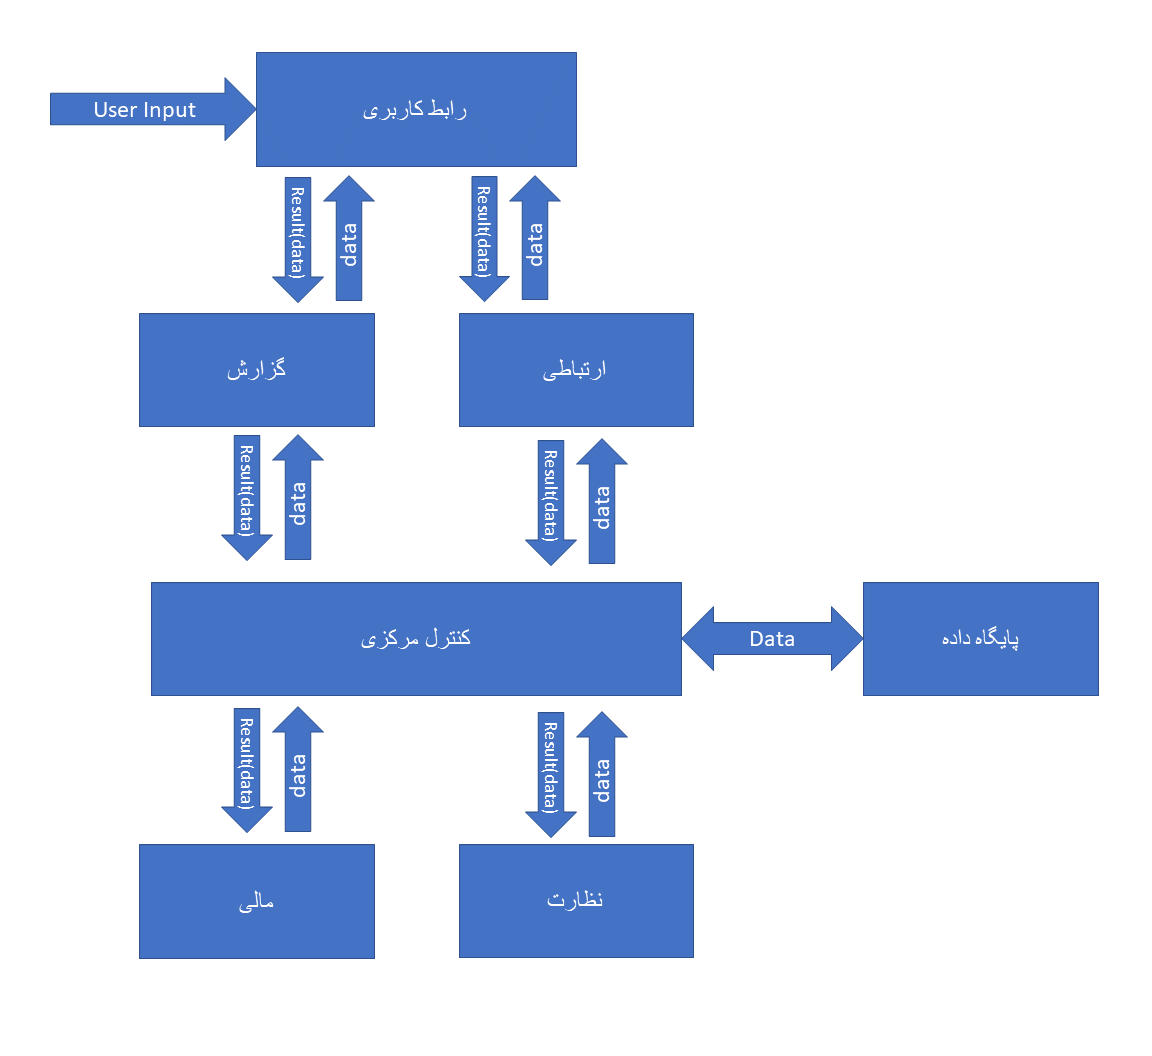 رابط کاربری
User Input
Result(data)
data
Result(data)
data
گزارش
ارتباطی
Result(data)
data
Result(data)
data
کنترل مرکزی
Data
پایگاه داده
Result(data)
data
Result(data)
data
مالی
نظارت